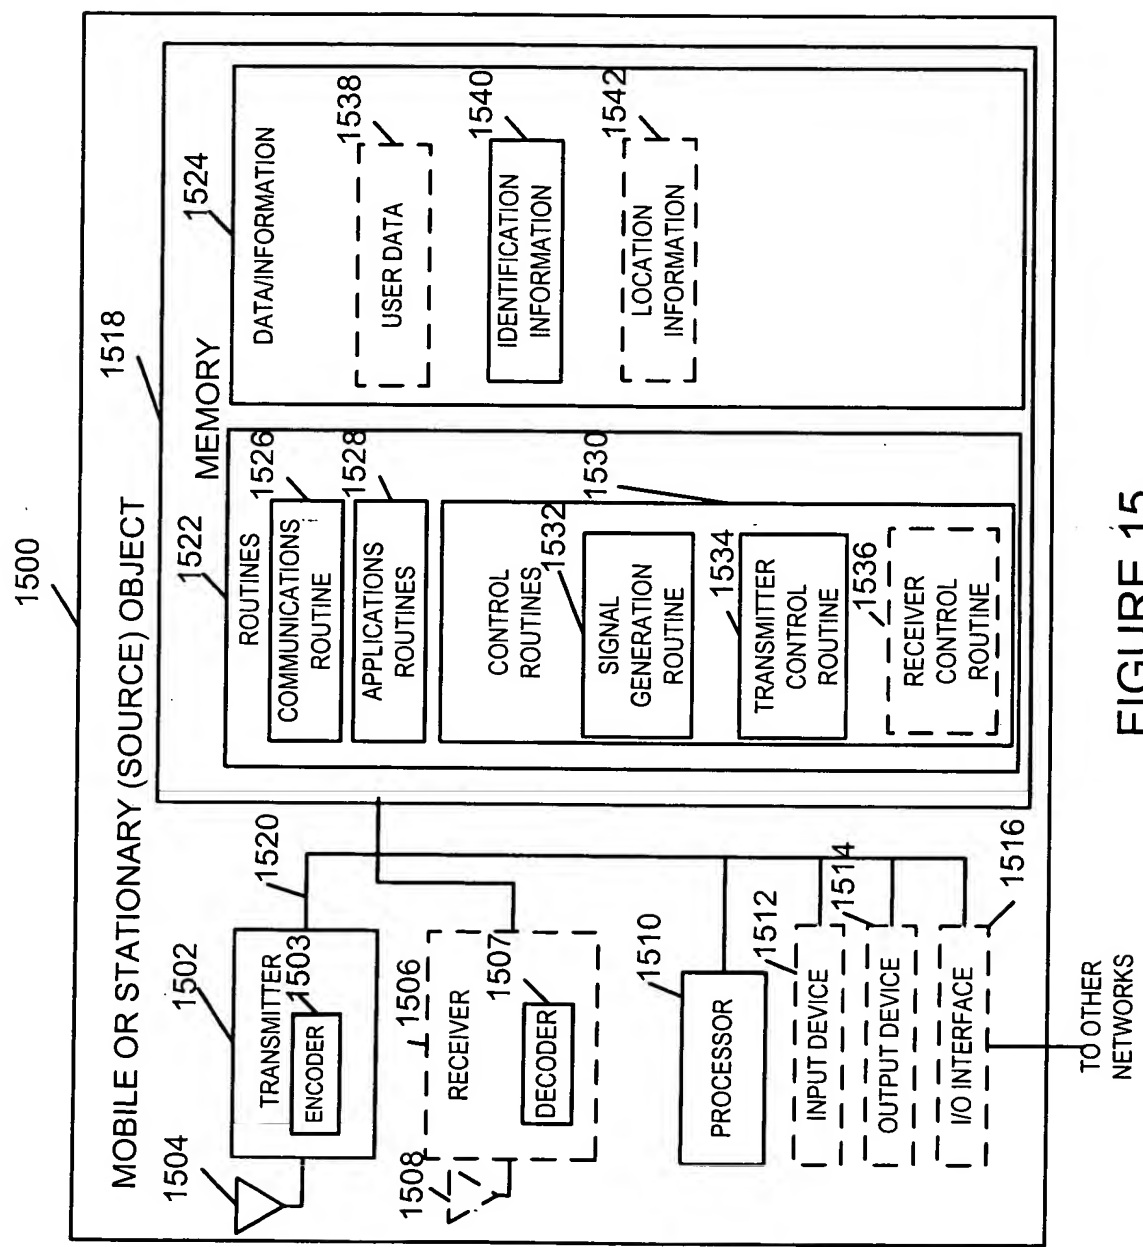 1500
MOBILE OR STATIONARY (SOURCE) OBJECT
1504
1502
TRANSMITTER
1503
ENCODER
1520
1508
1506
RECEIVER
1507
DECODER
1510
PROCESSOR
1512
INPUT DEVICE
1514
OUTPUT DEVICE
1516
I/O INTERFACE
TO OTHER
NETWORKS
1518
MEMORY
1522
ROUTINES
1526
COMMUNICATIONS
ROUTINE
1528
APPLICATIONS
ROUTINES
1530
CONTROL
ROUTINES
1532
SIGNAL
GENERATION
ROUTINE
1534
TRANSMITTER
CONTROL
ROUTINE
1536
RECEIVER
CONTROL
ROUTINE
1524
DATA/INFORMATION
1538
USER DATA
1540
IDENTIFICATION
INFORMATION
1542
LOCATION
INFORMATION
FIGURE 15